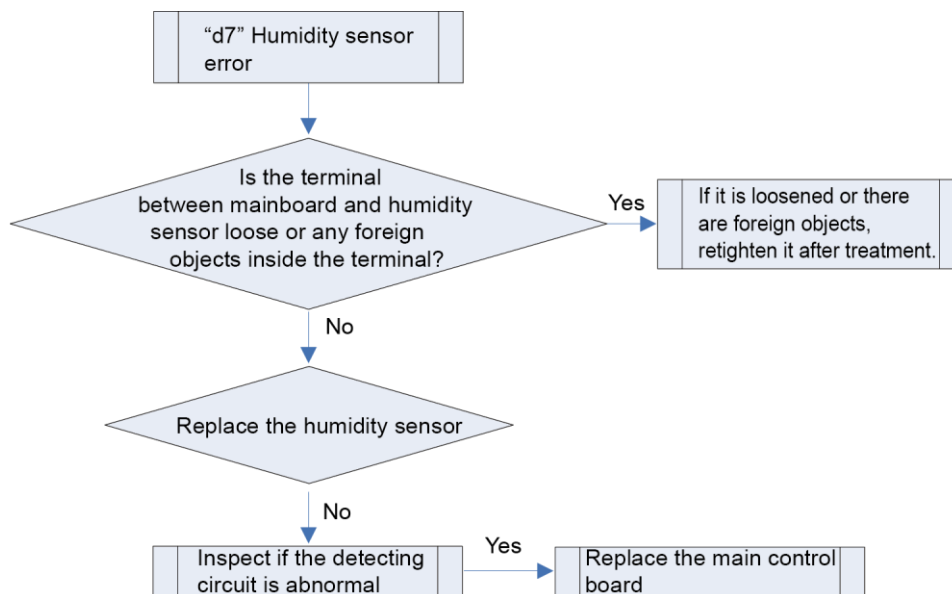 “d7” Humidity sensor
error
Is the terminal
between mainboard and humidity
sensor loose or any foreign
objects inside the terminal?
Yes
If it is loosened or there
are foreign objects,
retighten it after treatment.
No
Replace the humidity sensor
No
Inspect if the detecting
circuit is abnormal
Yes
Replace the main control
board